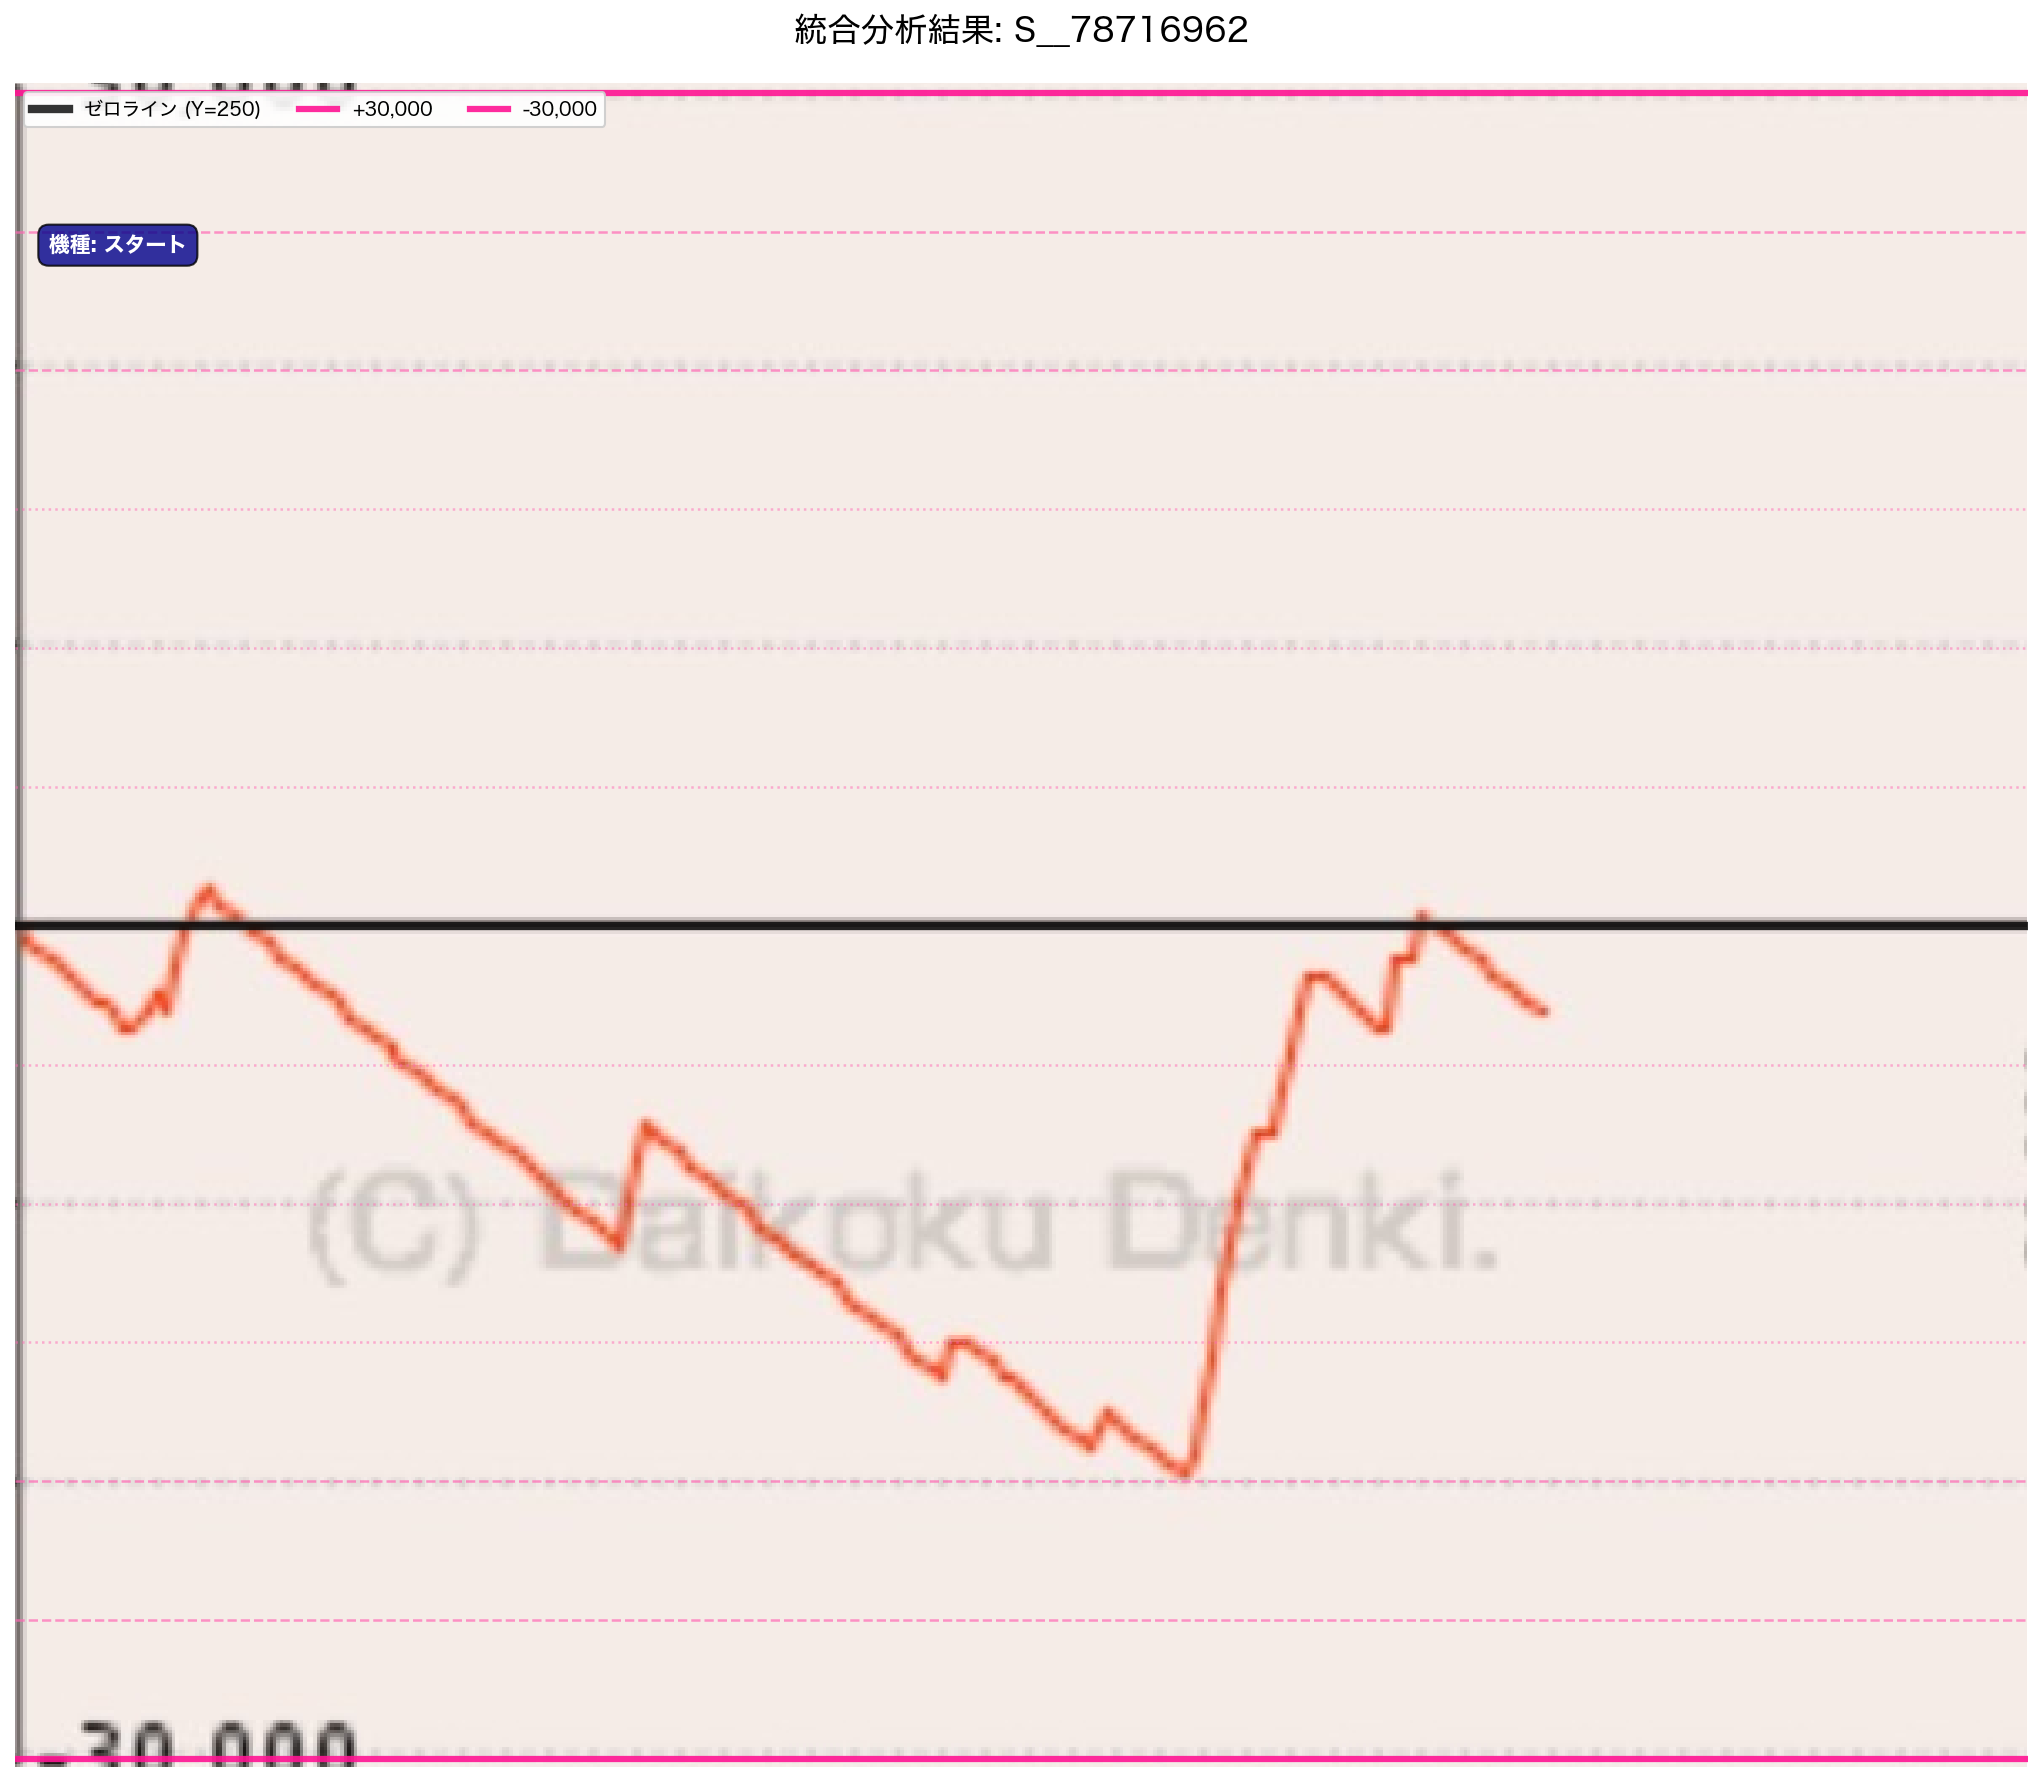 統合分析結果: S__78716962
ゼロライン (Y=250) +30,000 -30,000
機種: スタート
(C) Daikoku Denki.
-30,000